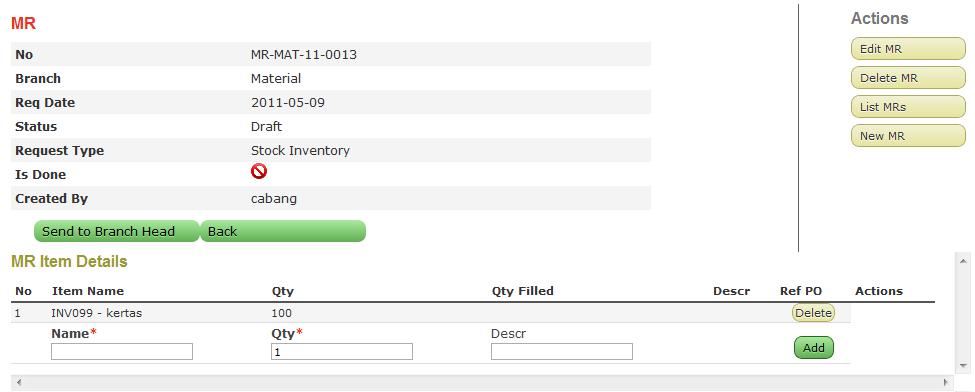 MR
No MR-MAT-11-0013
Branch Material
Req Date 2011-05-09
Status Draft
Request Type Stock Inventory
Is Done
Created By cabang
Send to Branch Head Back
Actions
Edit MR
Delete MR
List MRs
New MR
MR Item Details
No Item Name Qty Qty Filled Descr Ref PO Actions
1 INV099 - kertas 100 Delete
Name* Qty* Descr
1 Add